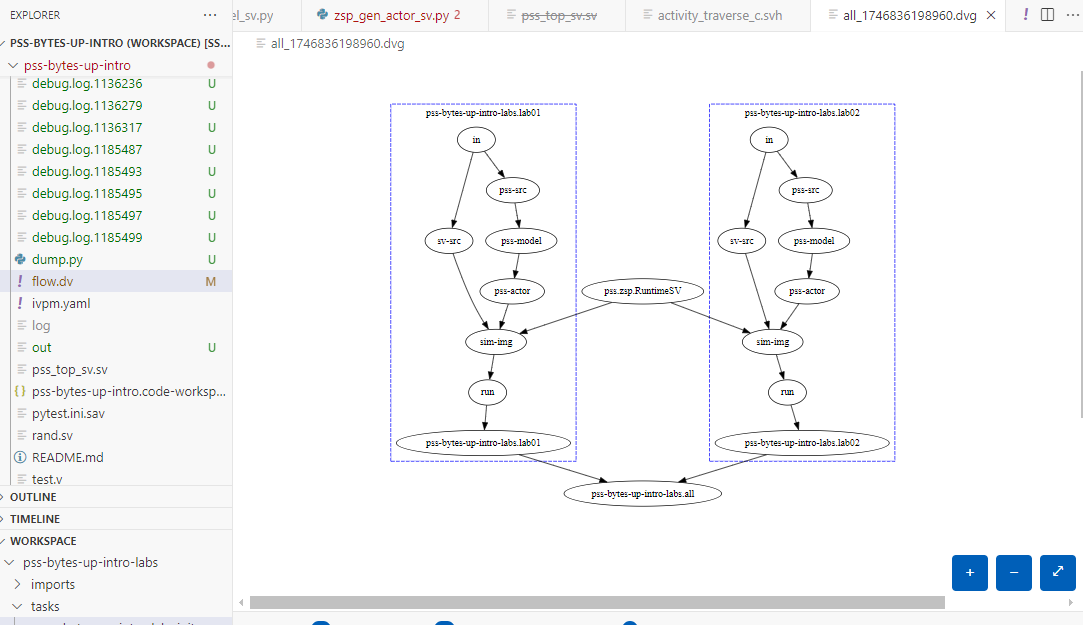 EXPLORER ···
el_sv.py
zsp_gen_actor_sv.py 2
pss_top_sv.sv
activity_traverse_c.svh
all_1746836198960.dvg
PSS-BYTES-UP-INTRO (WORKSPACE) [SS...
all_1746836198960.dvg
pss-bytes-up-intro
debug.log.1136236 U
debug.log.1136279 U
debug.log.1136317 U
debug.log.1185487 U
debug.log.1185493 U
debug.log.1185495 U
debug.log.1185497 U
debug.log.1185499 U
dump.py U
! flow.dv M
! ivpm.yaml
log
out U
pss_top_sv.sv
{} pss-bytes-up-intro.code-worksp...
pytest.ini.sav
rand.sv
README.md
test.v
OUTLINE
TIMELINE
WORKSPACE
pss-bytes-up-intro-labs
imports
tasks
pss-bytes-up-intro-labs.lab01
in
pss-src
sv-src
pss-model
pss-actor
sim-img
run
pss-bytes-up-intro-labs.lab01
pss.zsp.RuntimeSV
pss-bytes-up-intro-labs.lab02
in
pss-src
sv-src
pss-model
pss-actor
sim-img
run
pss-bytes-up-intro-labs.lab02
pss-bytes-up-intro-labs.all
+
−